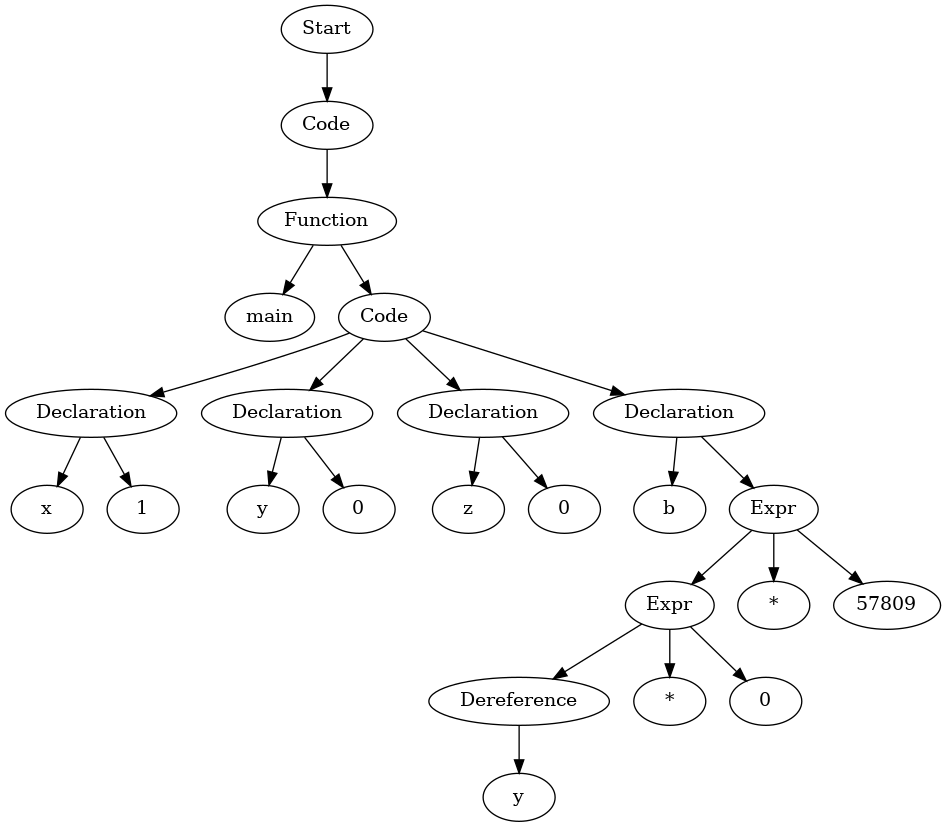 Start
Code
Function
main Code
Declaration Declaration Declaration Declaration
x 1 y 0 z 0 b Expr
Expr * 57809
Dereference * 0
y